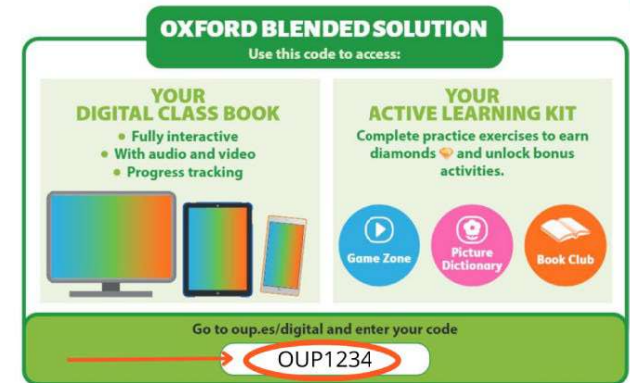 OXFORD BLENDED SOLUTION
Use this code to access:
YOUR
DIGITAL CLASS BOOK
• Fully interactive
• With audio and video
• Progress tracking
YOUR
ACTIVE LEARNING KIT
Complete practice exercises to earn
diamonds and unlock bonus
activities.
Game Zone
Picture
Dictionary
Book Club
Go to oup.es/digital and enter your code
OUP1234